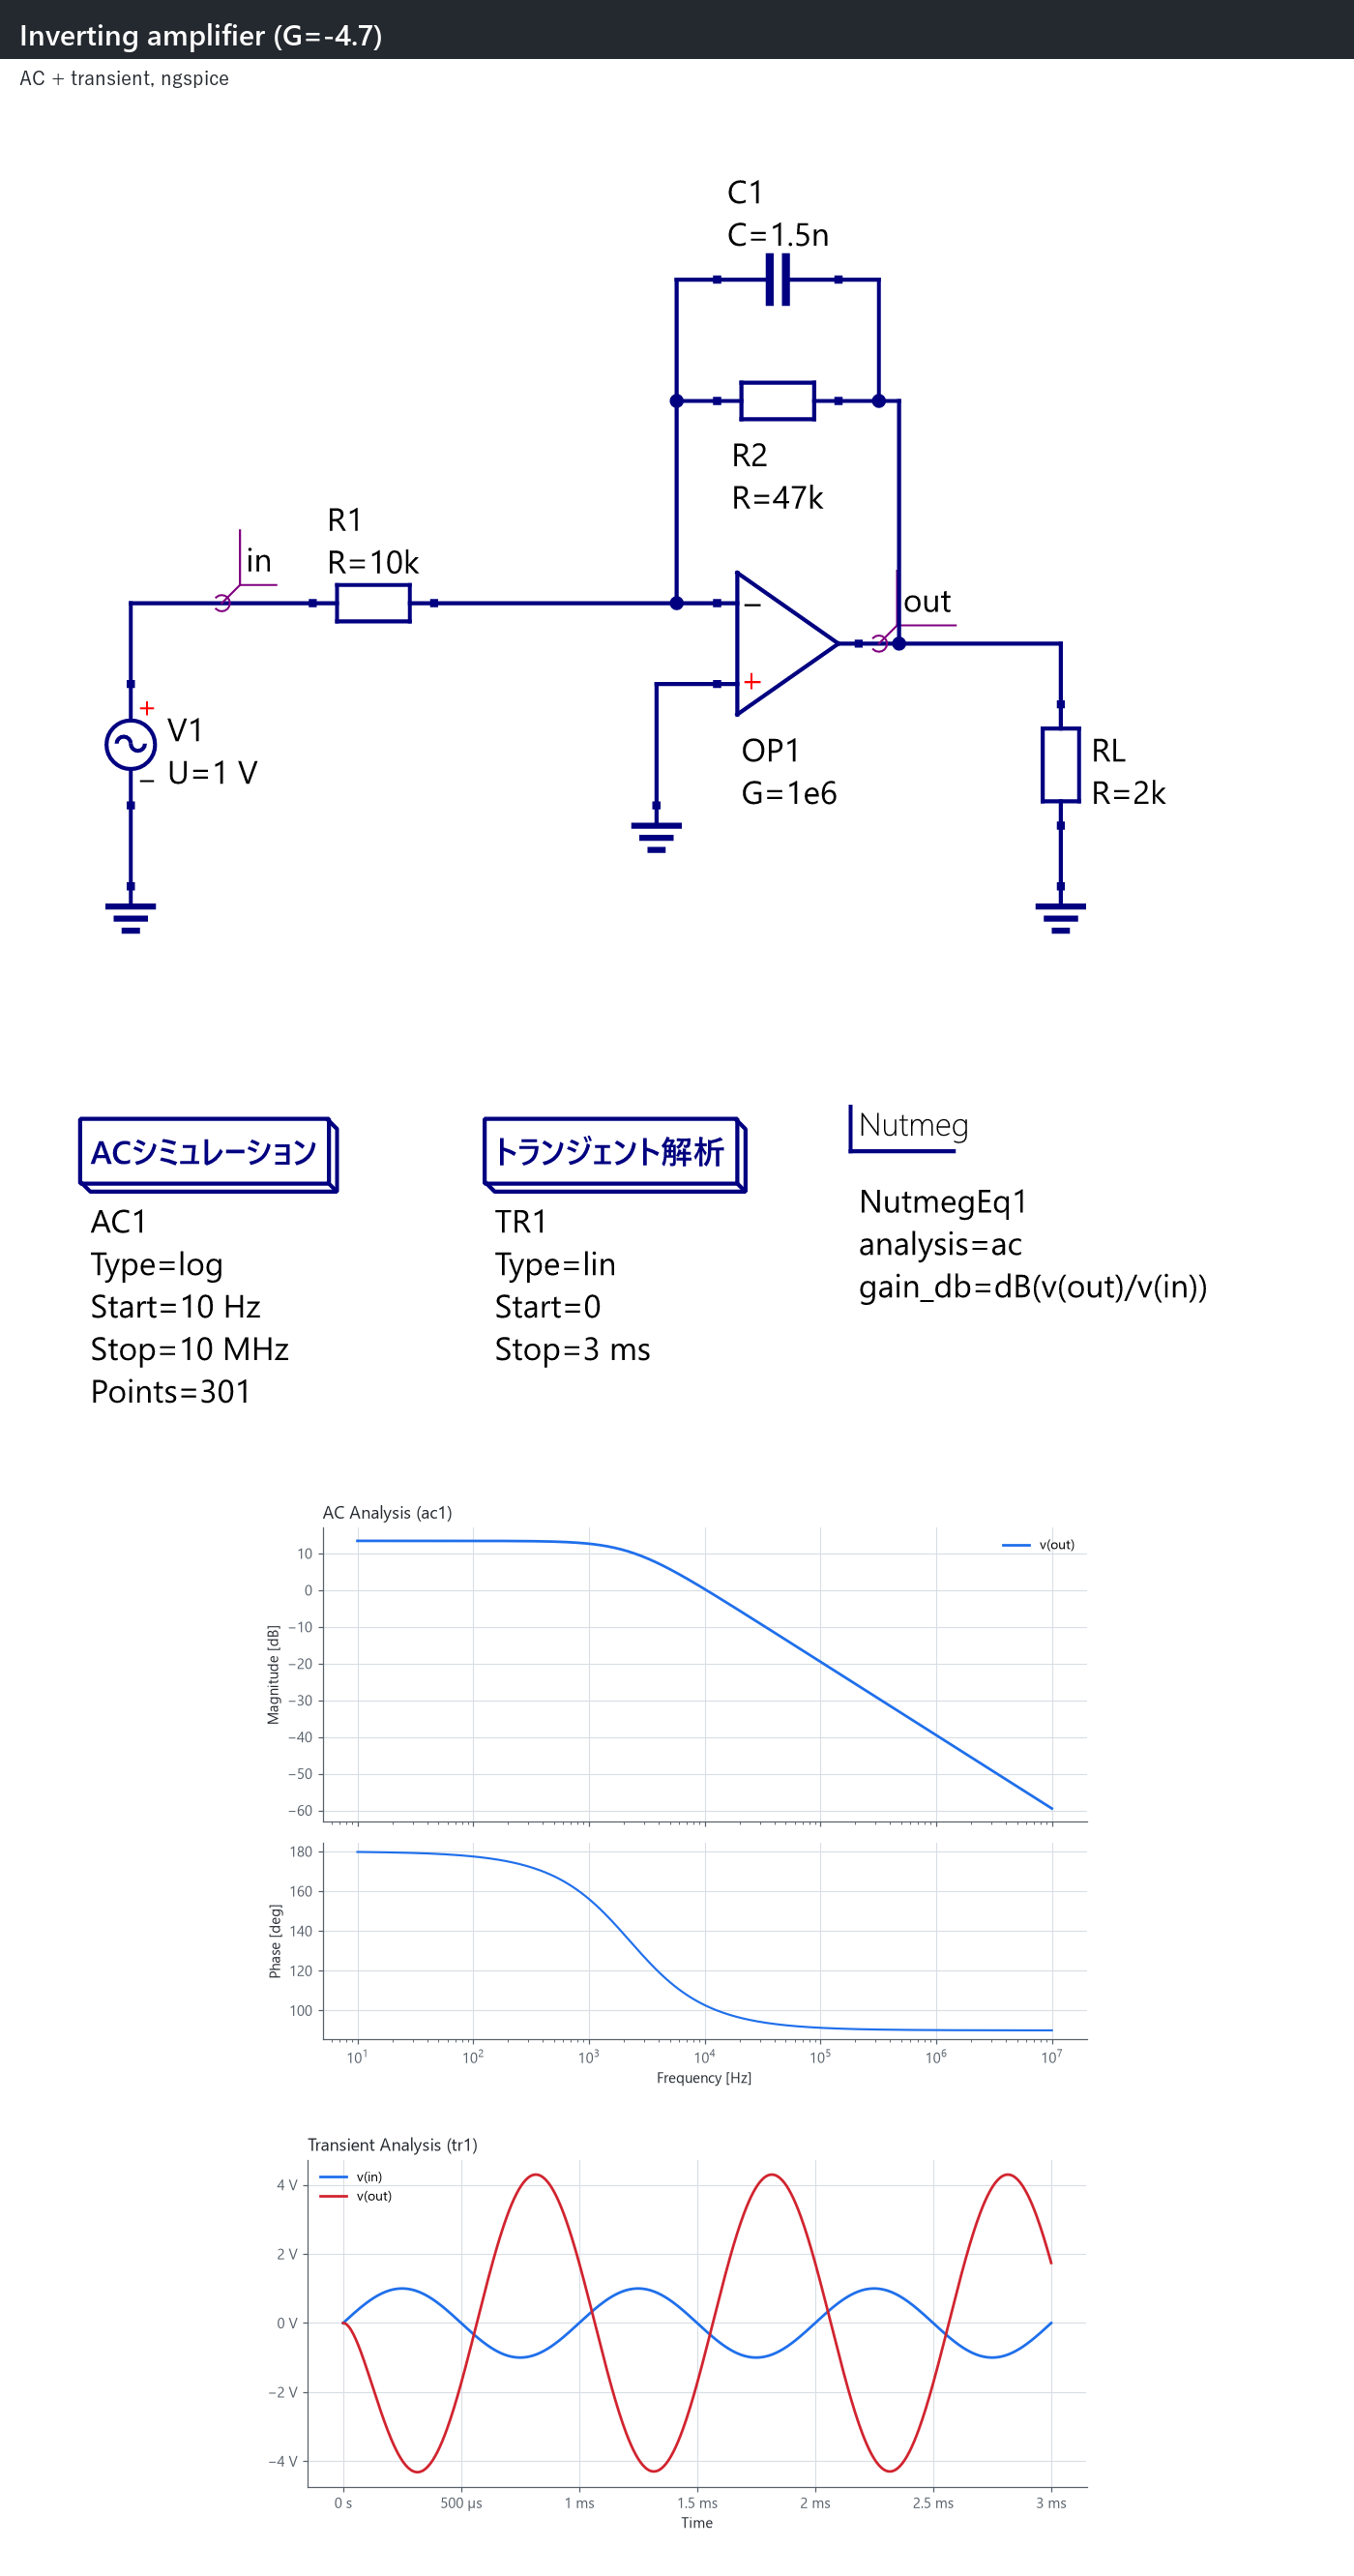 Inverting amplifier (G=-4.7)
AC + transient, ngspice
C1
C=1.5n
R2
R=47k
R1
R=10k
in
out
+
V1
U=1 V
−
−
+
OP1
G=1e6
RL
R=2k
ACシミュレーション
AC1
Type=log
Start=10 Hz
Stop=10 MHz
Points=301
トランジェント解析
TR1
Type=lin
Start=0
Stop=3 ms
Nutmeg
NutmegEq1
analysis=ac
gain_db=dB(v(out)/v(in))
AC Analysis (ac1)
v(out)
Magnitude [dB]
10
0
−10
−20
−30
−40
−50
−60
Phase [deg]
180
160
140
120
100
10¹ 10² 10³ 10⁴ 10⁵ 10⁶ 10⁷
Frequency [Hz]
Transient Analysis (tr1)
v(in)
v(out)
4 V
2 V
0 V
−2 V
−4 V
0 s 500 µs 1 ms 1.5 ms 2 ms 2.5 ms 3 ms
Time